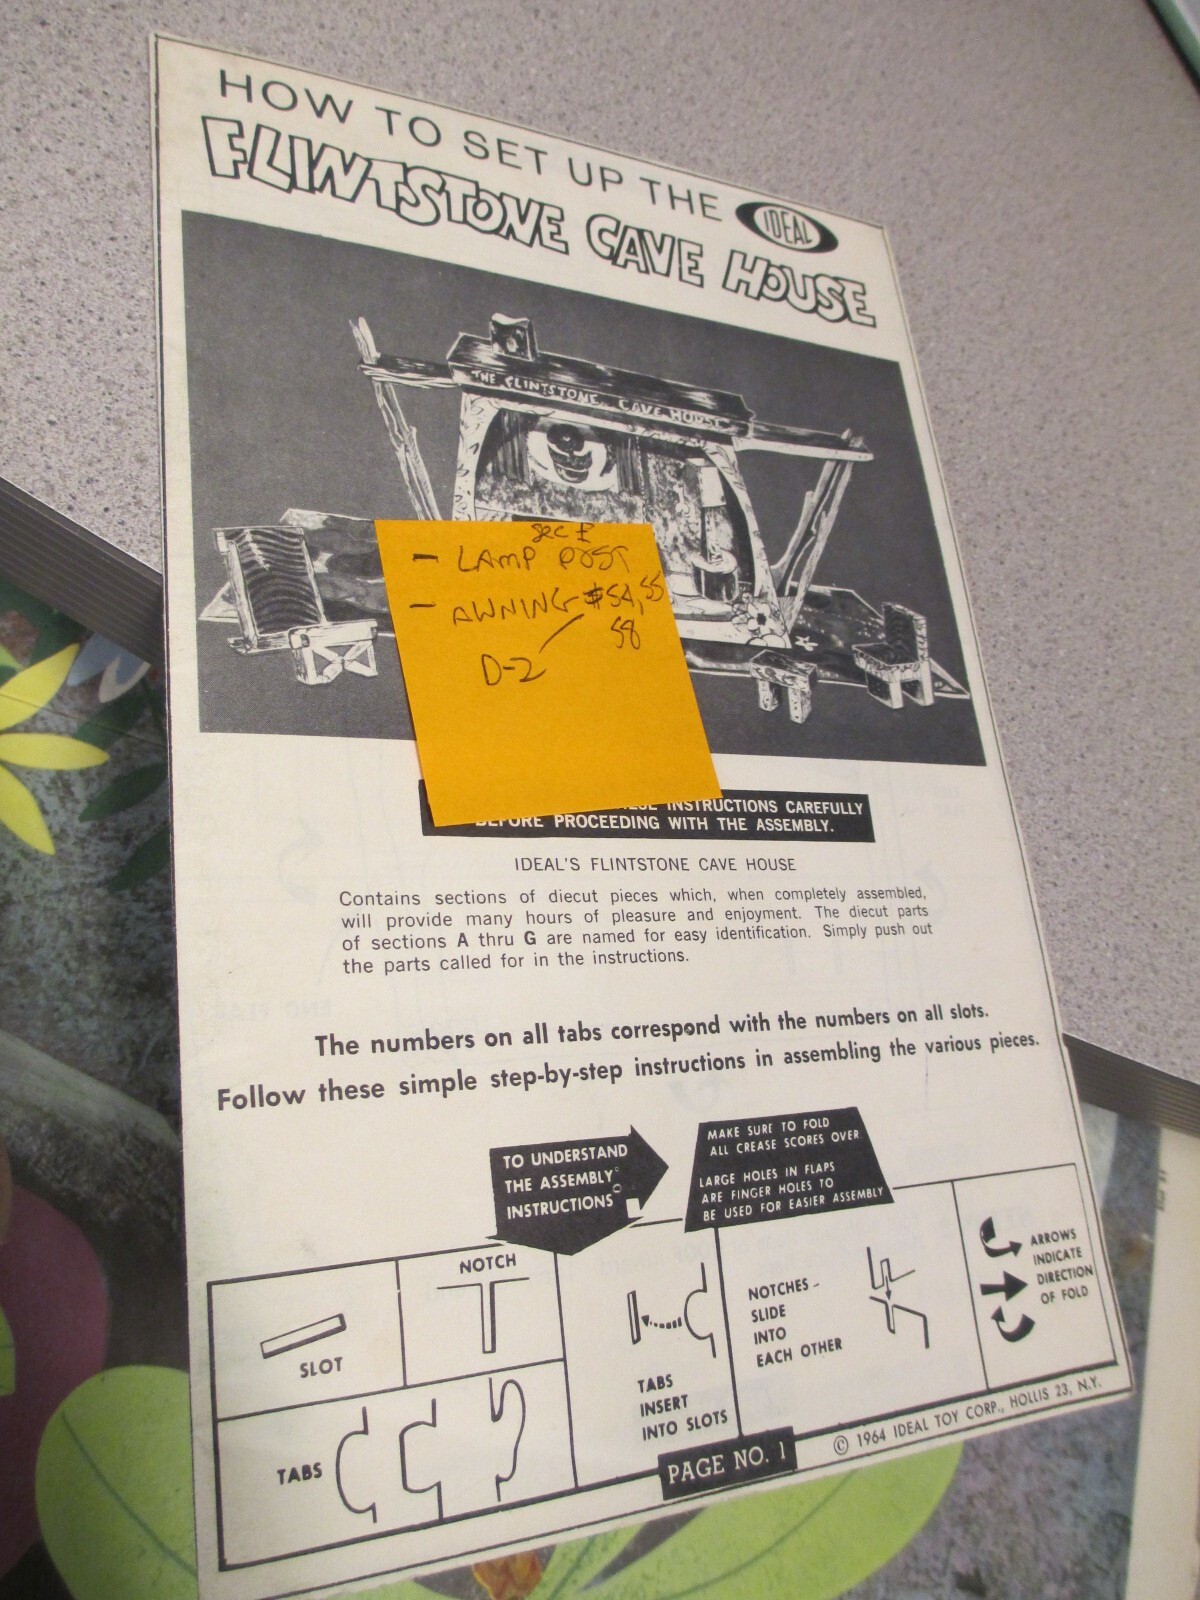 HOW TO SET UP THE IDEAL
FLINTSTONE CAVE HOUSE
THE FLINTSTONE CAVE HOUSE
SEC E
- LAMP POST
- AWNING #54, 55
58
D-2
INSTRUCTIONS CAREFULLY
BEFORE PROCEEDING WITH THE ASSEMBLY.
IDEAL'S FLINTSTONE CAVE HOUSE
Contains sections of diecut pieces which, when completely assembled,
will provide many hours of pleasure and enjoyment. The diecut parts
of sections A thru G are named for easy identification. Simply push out
the parts called for in the instructions.
The numbers on all tabs correspond with the numbers on all slots.
Follow these simple step-by-step instructions in assembling the various pieces.
TO UNDERSTAND
THE ASSEMBLY
INSTRUCTIONS
MAKE SURE TO FOLD
ALL CREASE SCORES OVER
LARGE HOLES IN FLAPS
ARE FINGER HOLES TO
BE USED FOR EASIER ASSEMBLY
SLOT
NOTCH
TABS
TABS
INSERT
INTO SLOTS
NOTCHES -
SLIDE
INTO
EACH OTHER
ARROWS
INDICATE
DIRECTION
OF FOLD
PAGE NO. 1
© 1964 IDEAL TOY CORP., HOLLIS 23, N.Y.